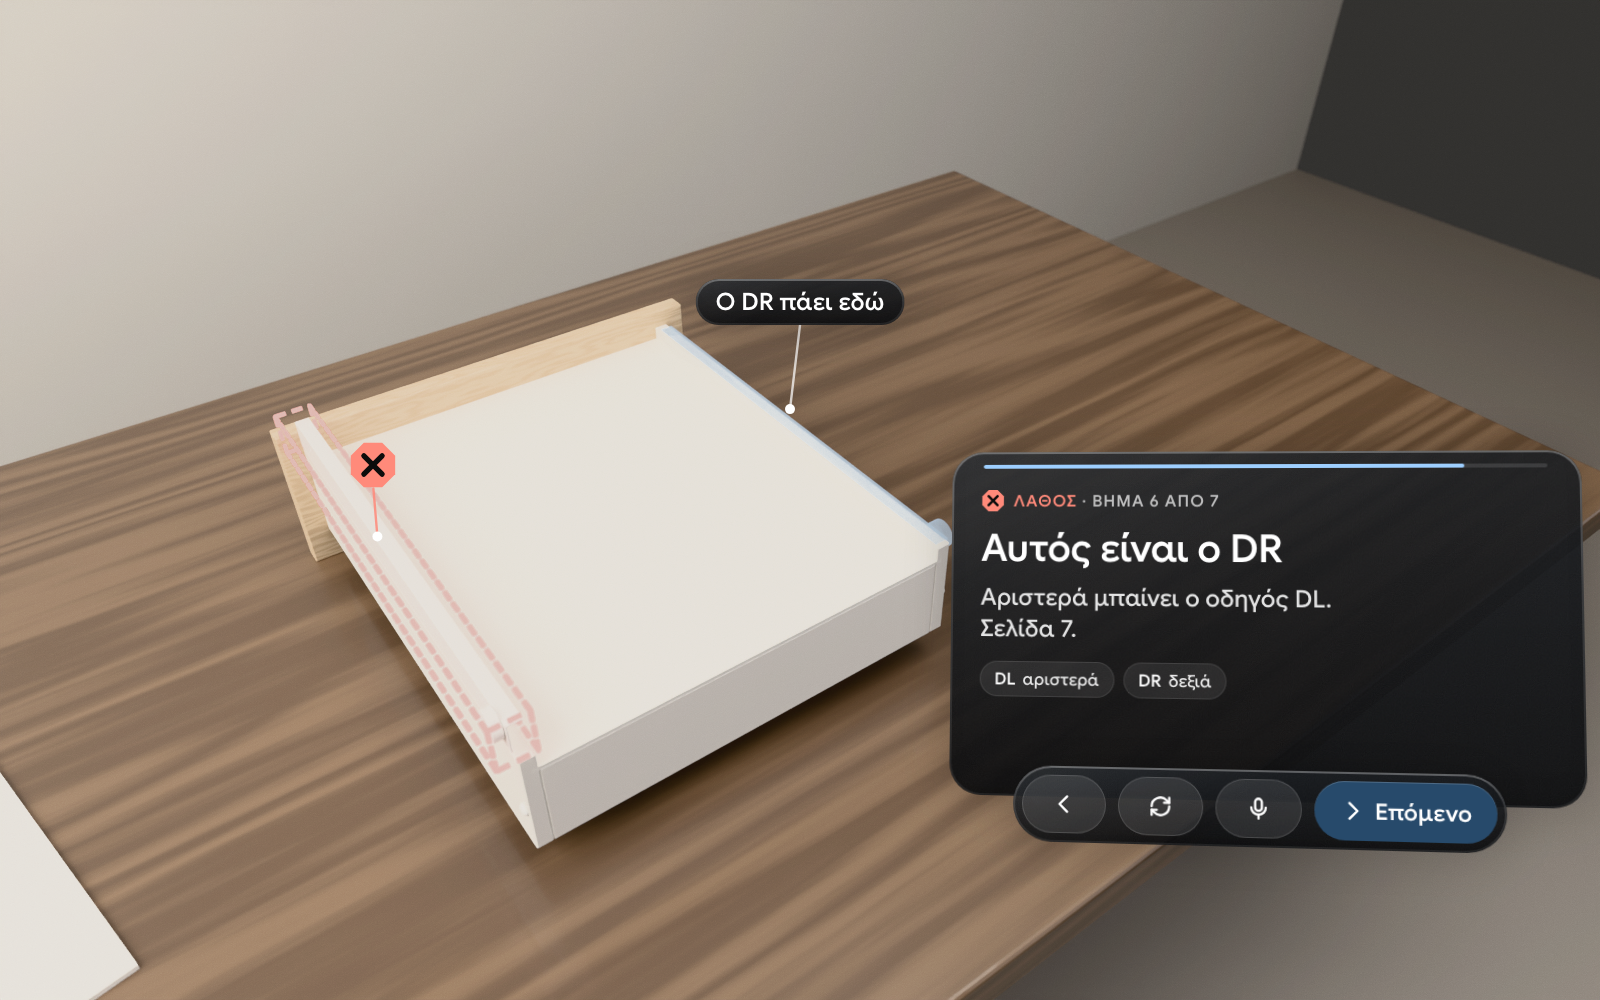 Ο DR πάει εδώ
ΛΑΘΟΣ · ΒΗΜΑ 6 ΑΠΟ 7
Αυτός είναι ο DR
Αριστερά μπαίνει ο οδηγός DL.
Σελίδα 7.
DL αριστερά
DR δεξιά
Επόμενο